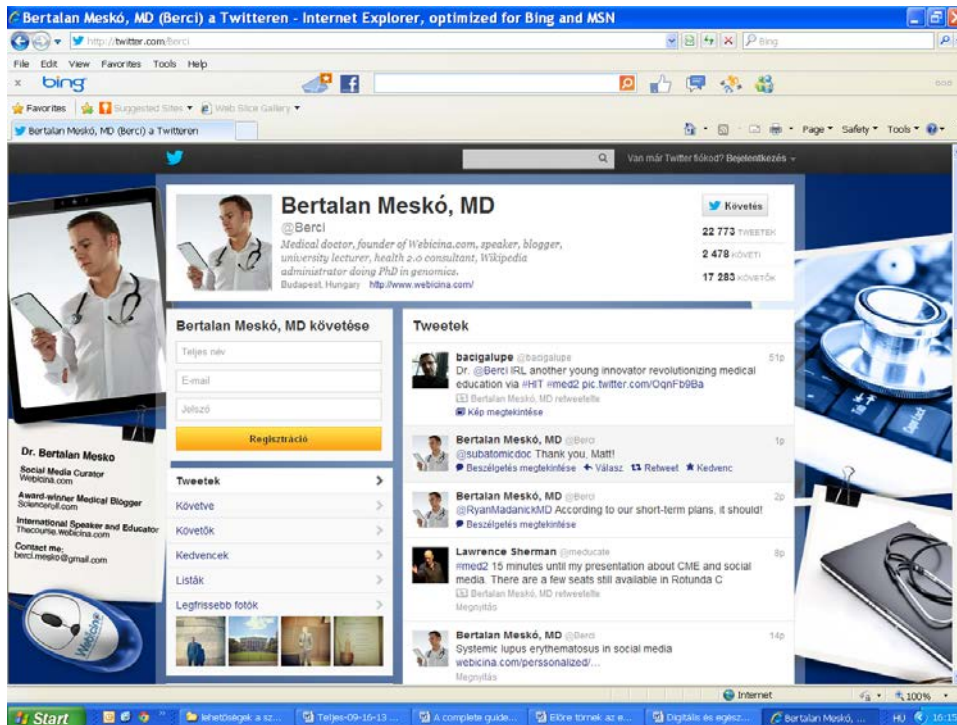 Bertalan Meskó, MD (Berci) a Twitteren - Internet Explorer, optimized for Bing and MSN
http://twitter.com/Berci
Bing
File Edit View Favorites Tools Help
x bing
Favorites Suggested Sites Web Slice Gallery
Bertalan Meskó, MD (Berci) a Twitteren
Page Safety Tools
Van már Twitter fiókod? Bejelentkezés
Bertalan Meskó, MD
@Berci
Medical doctor, founder of Webicina.com, speaker, blogger,
university lecturer, health 2.0 consultant, Wikipedia
administrator doing PhD in genomics.
Budapest, Hungary http://www.webicina.com/
Követés
22 773 TWEETEK
2 478 KÖVETI
17 283 KÖVETŐK
Bertalan Meskó, MD követése
Teljes név
E-mail
Jelszó
Regisztráció
Tweetek
Követve
Követők
Kedvencek
Listák
Legfrissebb fotók
Tweetek
bacigalupe @bacigalupe 51p
Dr. @Berci IRL another young innovator revolutionizing medical
education via #HIT #med2 pic.twitter.com/OqnFb9Ba
Bertalan Meskó, MD retweetelte
Kép megtekintése
Bertalan Meskó, MD @Berci 1p
@subatomicdoc Thank you, Matt!
Beszélgetés megtekintése Válasz Retweet Kedvenc
Bertalan Meskó, MD @Berci 2p
@RyanMadanickMD According to our short-term plans, it should!
Beszélgetés megtekintése
Lawrence Sherman @meducate 8p
#med2 15 minutes until my presentation about CME and social
media. There are a few seats still available in Rotunda C
Bertalan Meskó, MD retweetelte
Megnyitás
Bertalan Meskó, MD @Berci 14p
Systemic lupus erythematosus in social media
webicina.com/perssonalized/...
Megnyitás
Dr. Bertalan Mesko
Social Media Curator
Webicina.com
Award-winner Medical Blogger
Scienceroll.com
International Speaker and Educator
Thecourse.webicina.com
Contact me:
berci.mesko@gmail.com
Webicina
Caps Lock
Internet 100%
Start
lehetőségek a sz...
Teljes-09-16-13 ...
A complete guide...
Előre törnek az e...
Digitális és egész...
Bertalan Meskó, ...
HU 16:15